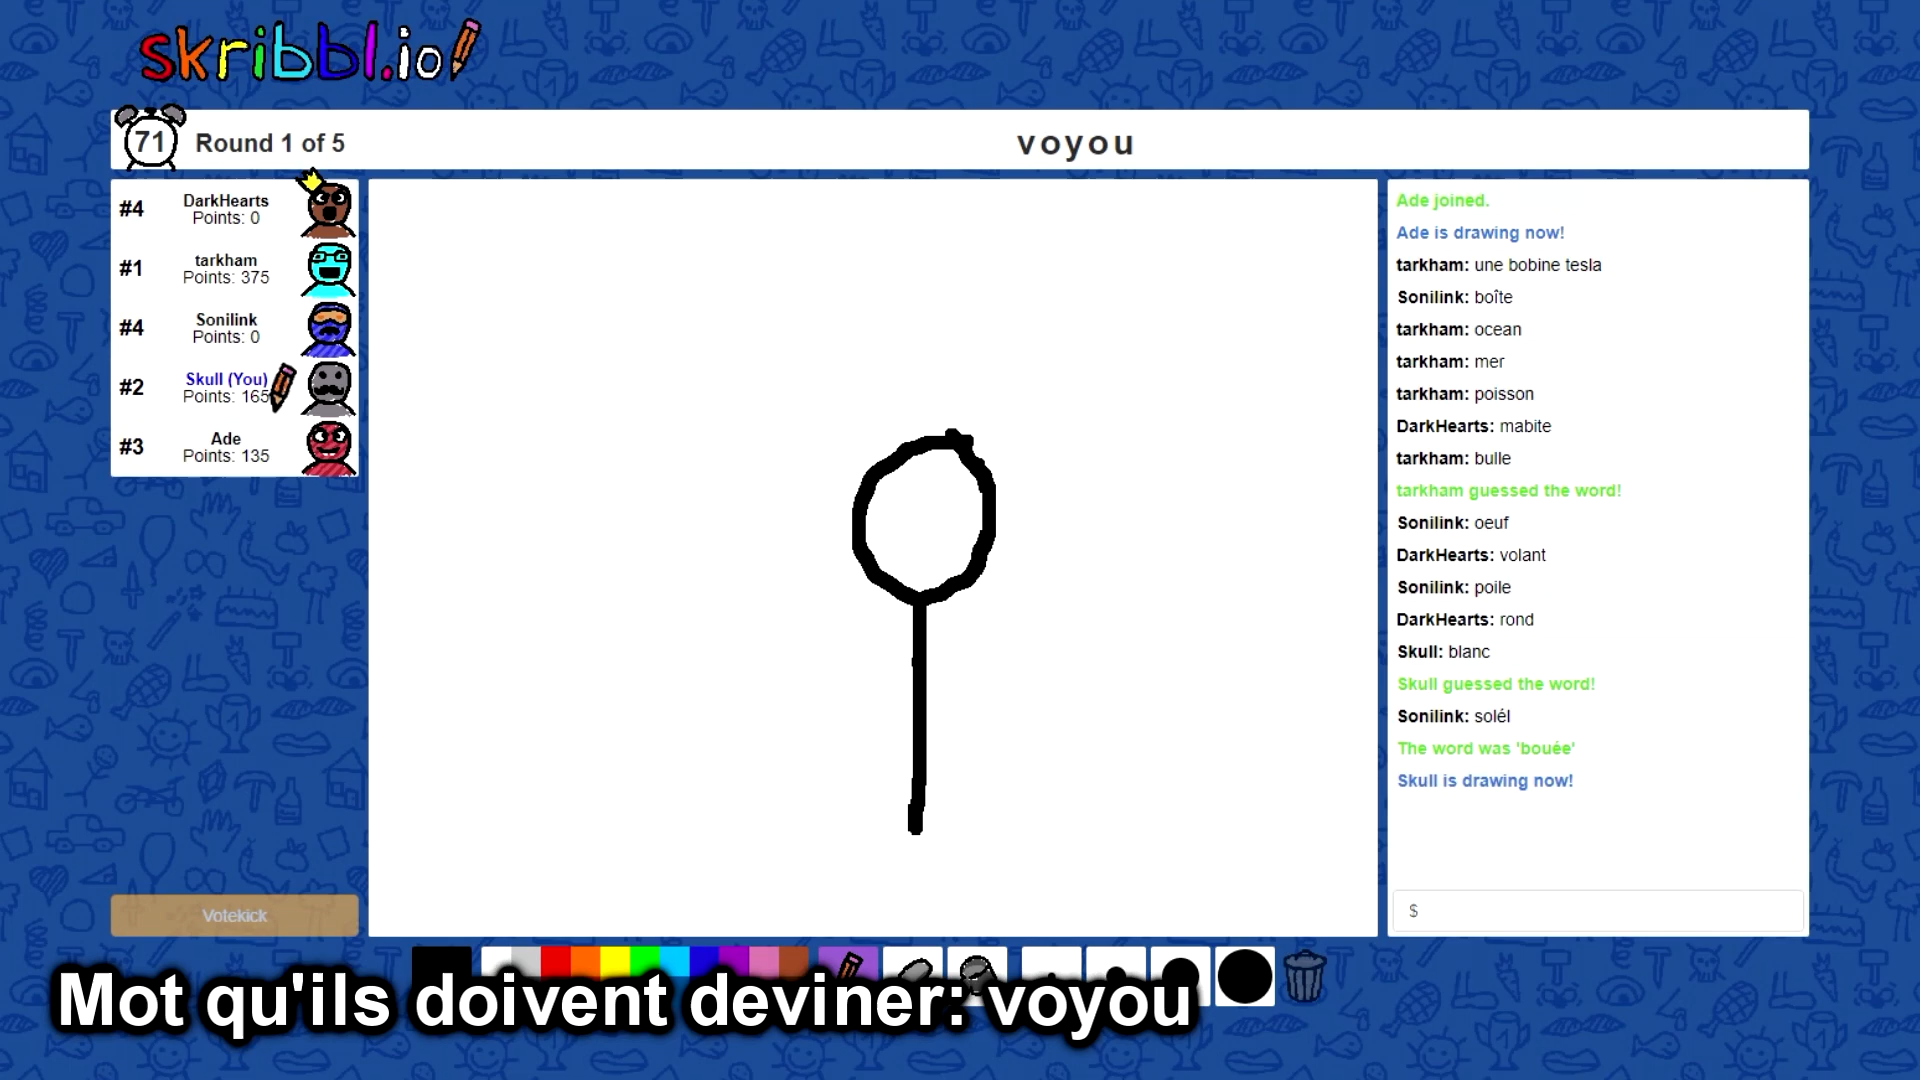 skribbl.io
71
Round 1 of 5
voyou
#4
DarkHearts
Points: 0
#1
tarkham
Points: 375
#4
Sonilink
Points: 0
#2
Skull (You)
Points: 165
#3
Ade
Points: 135
Votekick
Ade joined.
Ade is drawing now!
tarkham: une bobine tesla
Sonilink: boîte
tarkham: ocean
tarkham: mer
tarkham: poisson
DarkHearts: mabite
tarkham: bulle
tarkham guessed the word!
Sonilink: oeuf
DarkHearts: volant
Sonilink: poile
DarkHearts: rond
Skull: blanc
Skull guessed the word!
Sonilink: solél
The word was 'bouée'
Skull is drawing now!
$
Mot qu'ils doivent deviner: voyou